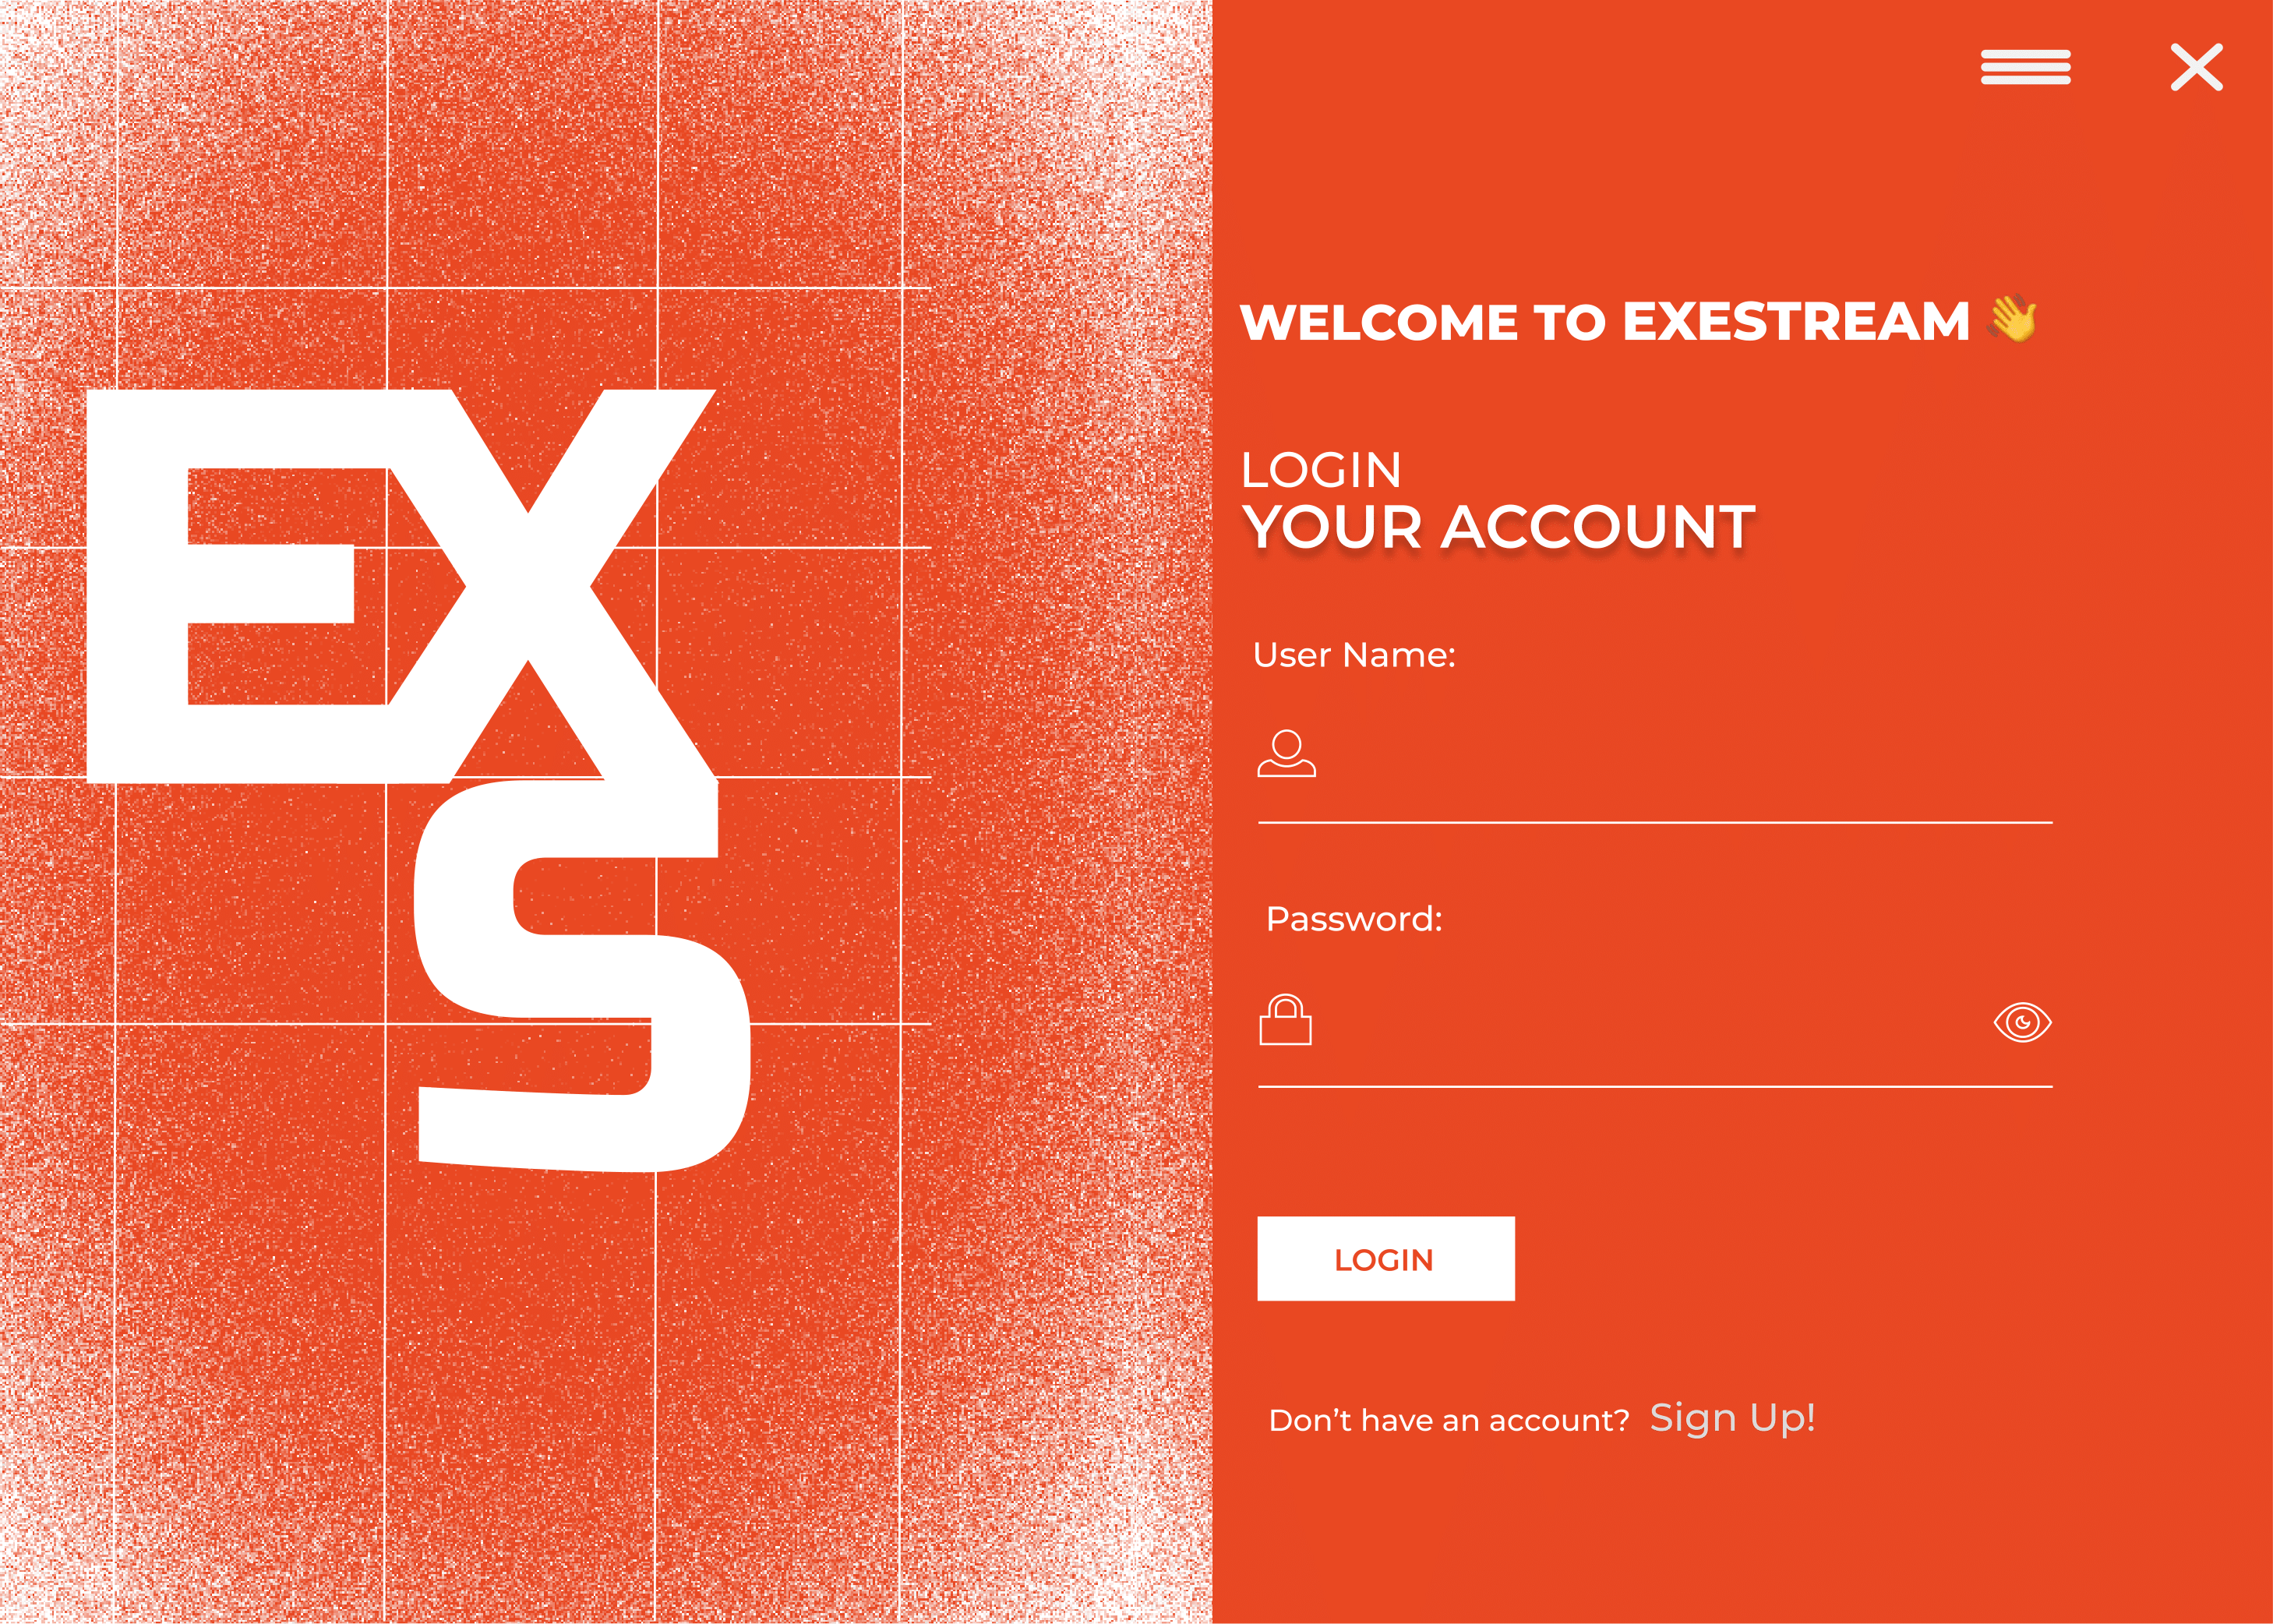 EX
S
WELCOME TO EXESTREAM 👋
LOGIN
YOUR ACCOUNT
User Name:
Password:
LOGIN
Don’t have an account? Sign Up!